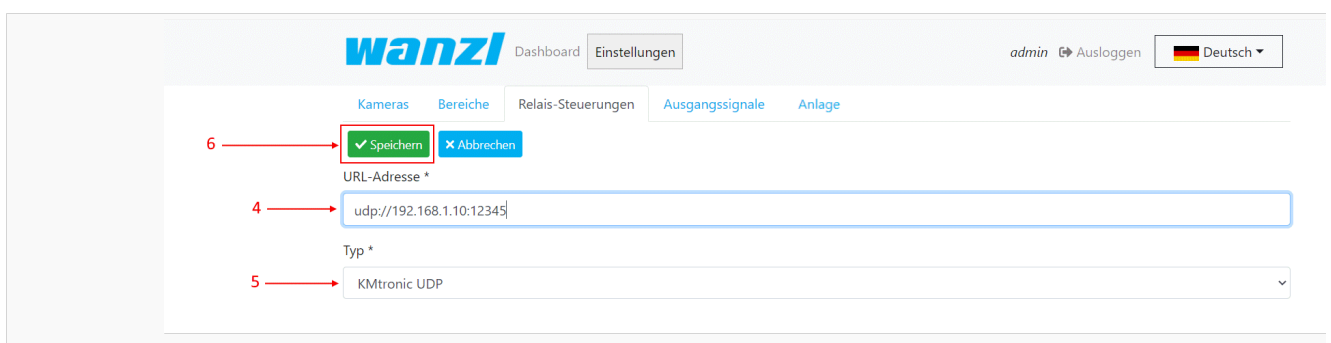 wanzl Dashboard Einstellungen admin Ausloggen Deutsch
Kameras Bereiche Relais-Steuerungen Ausgangssignale Anlage
6 Speichern Abbrechen
URL-Adresse *
4 udp://192.168.1.10:12345
Typ *
5 KMtronic UDP